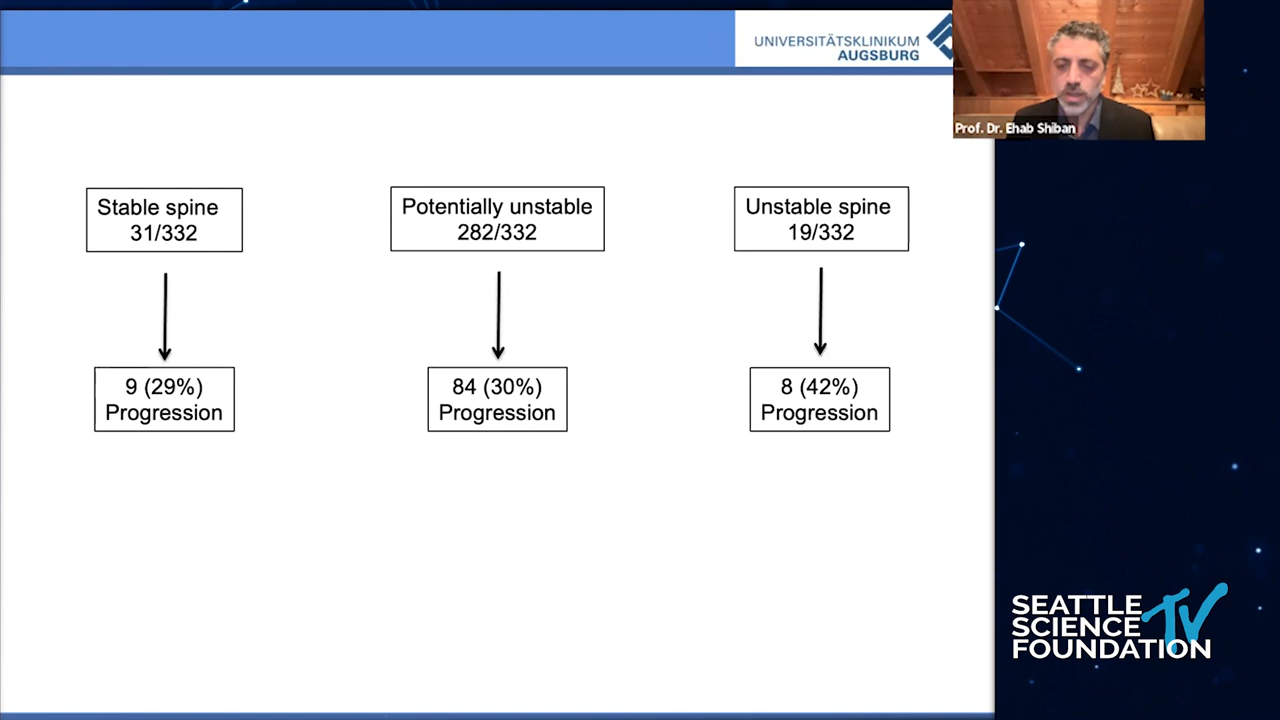 UNIVERSITÄTSKLINIKUM
AUGSBURG
Prof. Dr. Ehab Shiban
Stable spine
31/332
Potentially unstable
282/332
Unstable spine
19/332
9 (29%)
Progression
84 (30%)
Progression
8 (42%)
Progression
SEATTLE
SCIENCE
FOUNDATION
TV